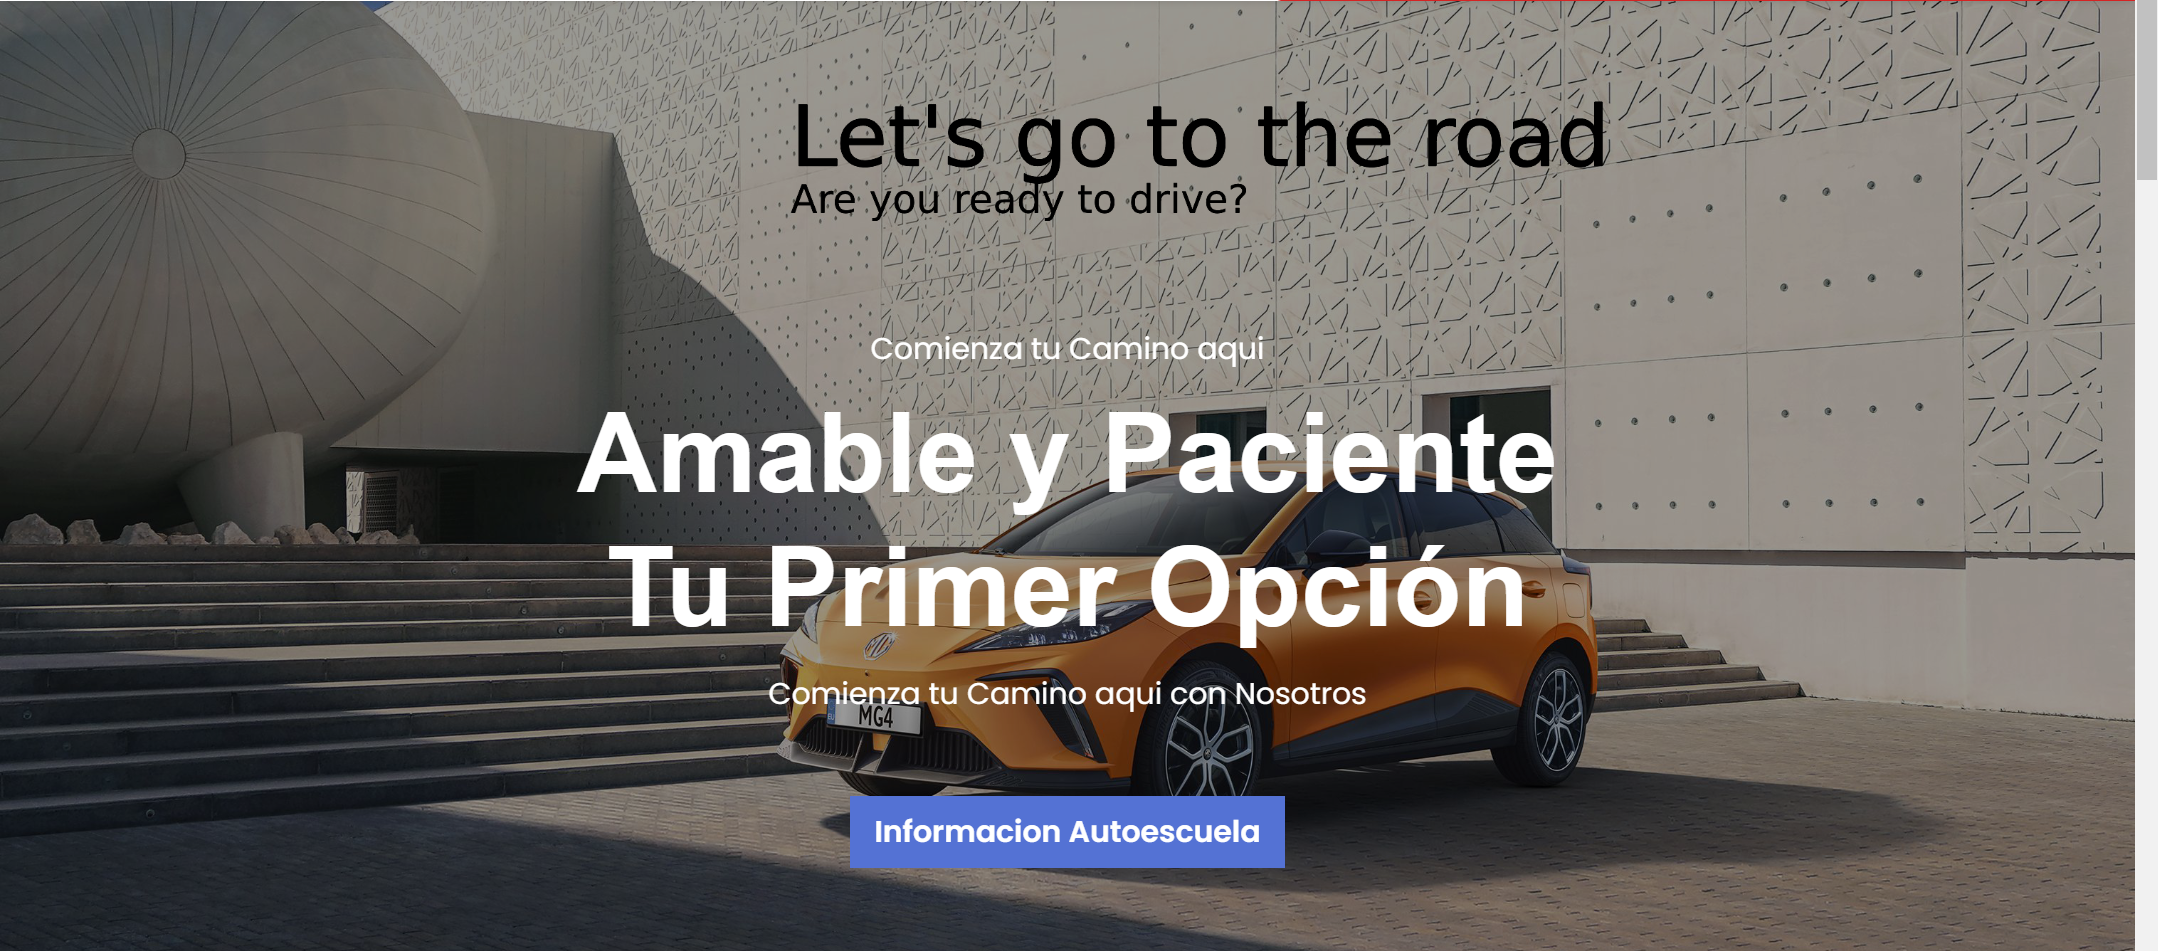 Let's go to the road
Are you ready to drive?
Comienza tu Camino aqui
Amable y Paciente
Tu Primer Opción
Comienza tu Camino aqui con Nosotros
MG4
Informacion Autoescuela